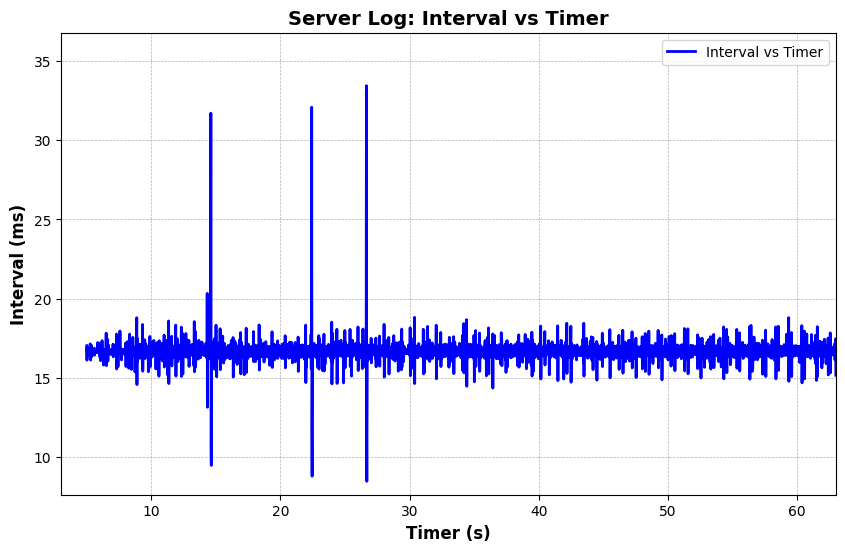 Server Log: Interval vs Timer
Interval vs Timer
35
30
25
20
15
10
Interval (ms)
10 20 30 40 50 60
Timer (s)